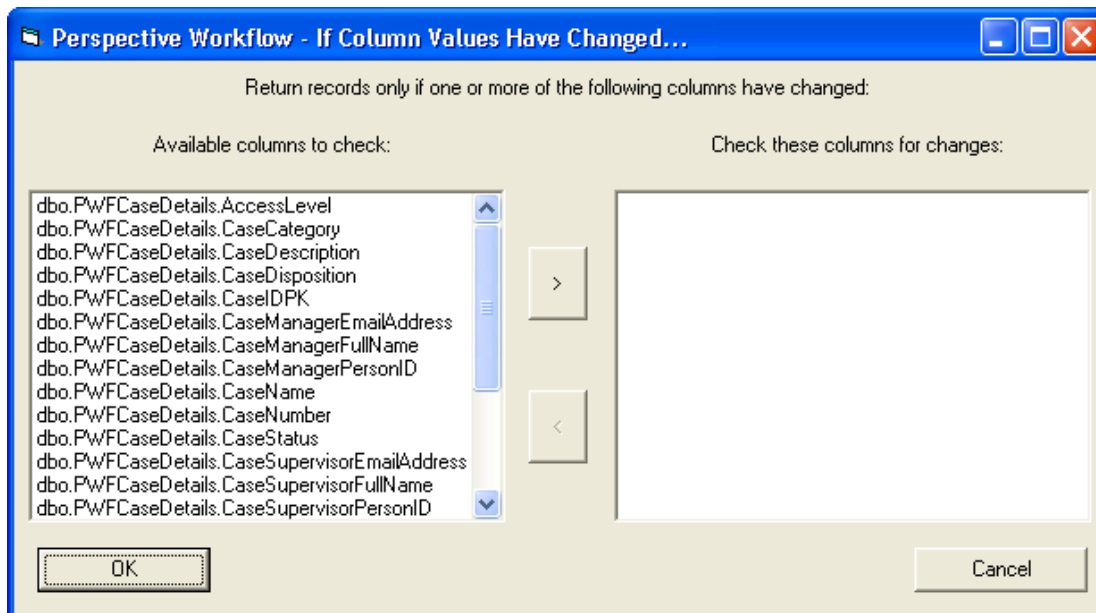 Perspective Workflow - If Column Values Have Changed...
Return records only if one or more of the following columns have changed:
Available columns to check:
Check these columns for changes:
dbo.PWFCaseDetails.AccessLevel
dbo.PWFCaseDetails.CaseCategory
dbo.PWFCaseDetails.CaseDescription
dbo.PWFCaseDetails.CaseDisposition
dbo.PWFCaseDetails.CaseIDPK
dbo.PWFCaseDetails.CaseManagerEmailAddress
dbo.PWFCaseDetails.CaseManagerFullName
dbo.PWFCaseDetails.CaseManagerPersonID
dbo.PWFCaseDetails.CaseName
dbo.PWFCaseDetails.CaseNumber
dbo.PWFCaseDetails.CaseStatus
dbo.PWFCaseDetails.CaseSupervisorEmailAddress
dbo.PWFCaseDetails.CaseSupervisorFullName
dbo.PWFCaseDetails.CaseSupervisorPersonID
>
<
OK
Cancel